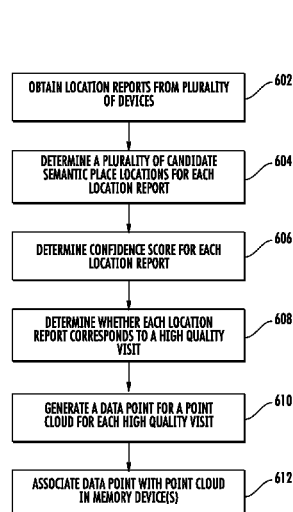 OBTAIN LOCATION REPORTS FROM PLURALITY
OF DEVICES
602
DETERMINE A PLURALITY OF CANDIDATE
SEMANTIC PLACE LOCATIONS FOR EACH
LOCATION REPORT
604
DETERMINE CONFIDENCE SCORE FOR EACH
LOCATION REPORT
606
DETERMINE WHETHER EACH LOCATION
REPORT CORRESPONDS TO A HIGH QUALITY
VISIT
608
GENERATE A DATA POINT FOR A POINT
CLOUD FOR EACH HIGH QUALITY VISIT
610
ASSOCIATE DATA POINT WITH POINT CLOUD
IN MEMORY DEVICE(S)
612